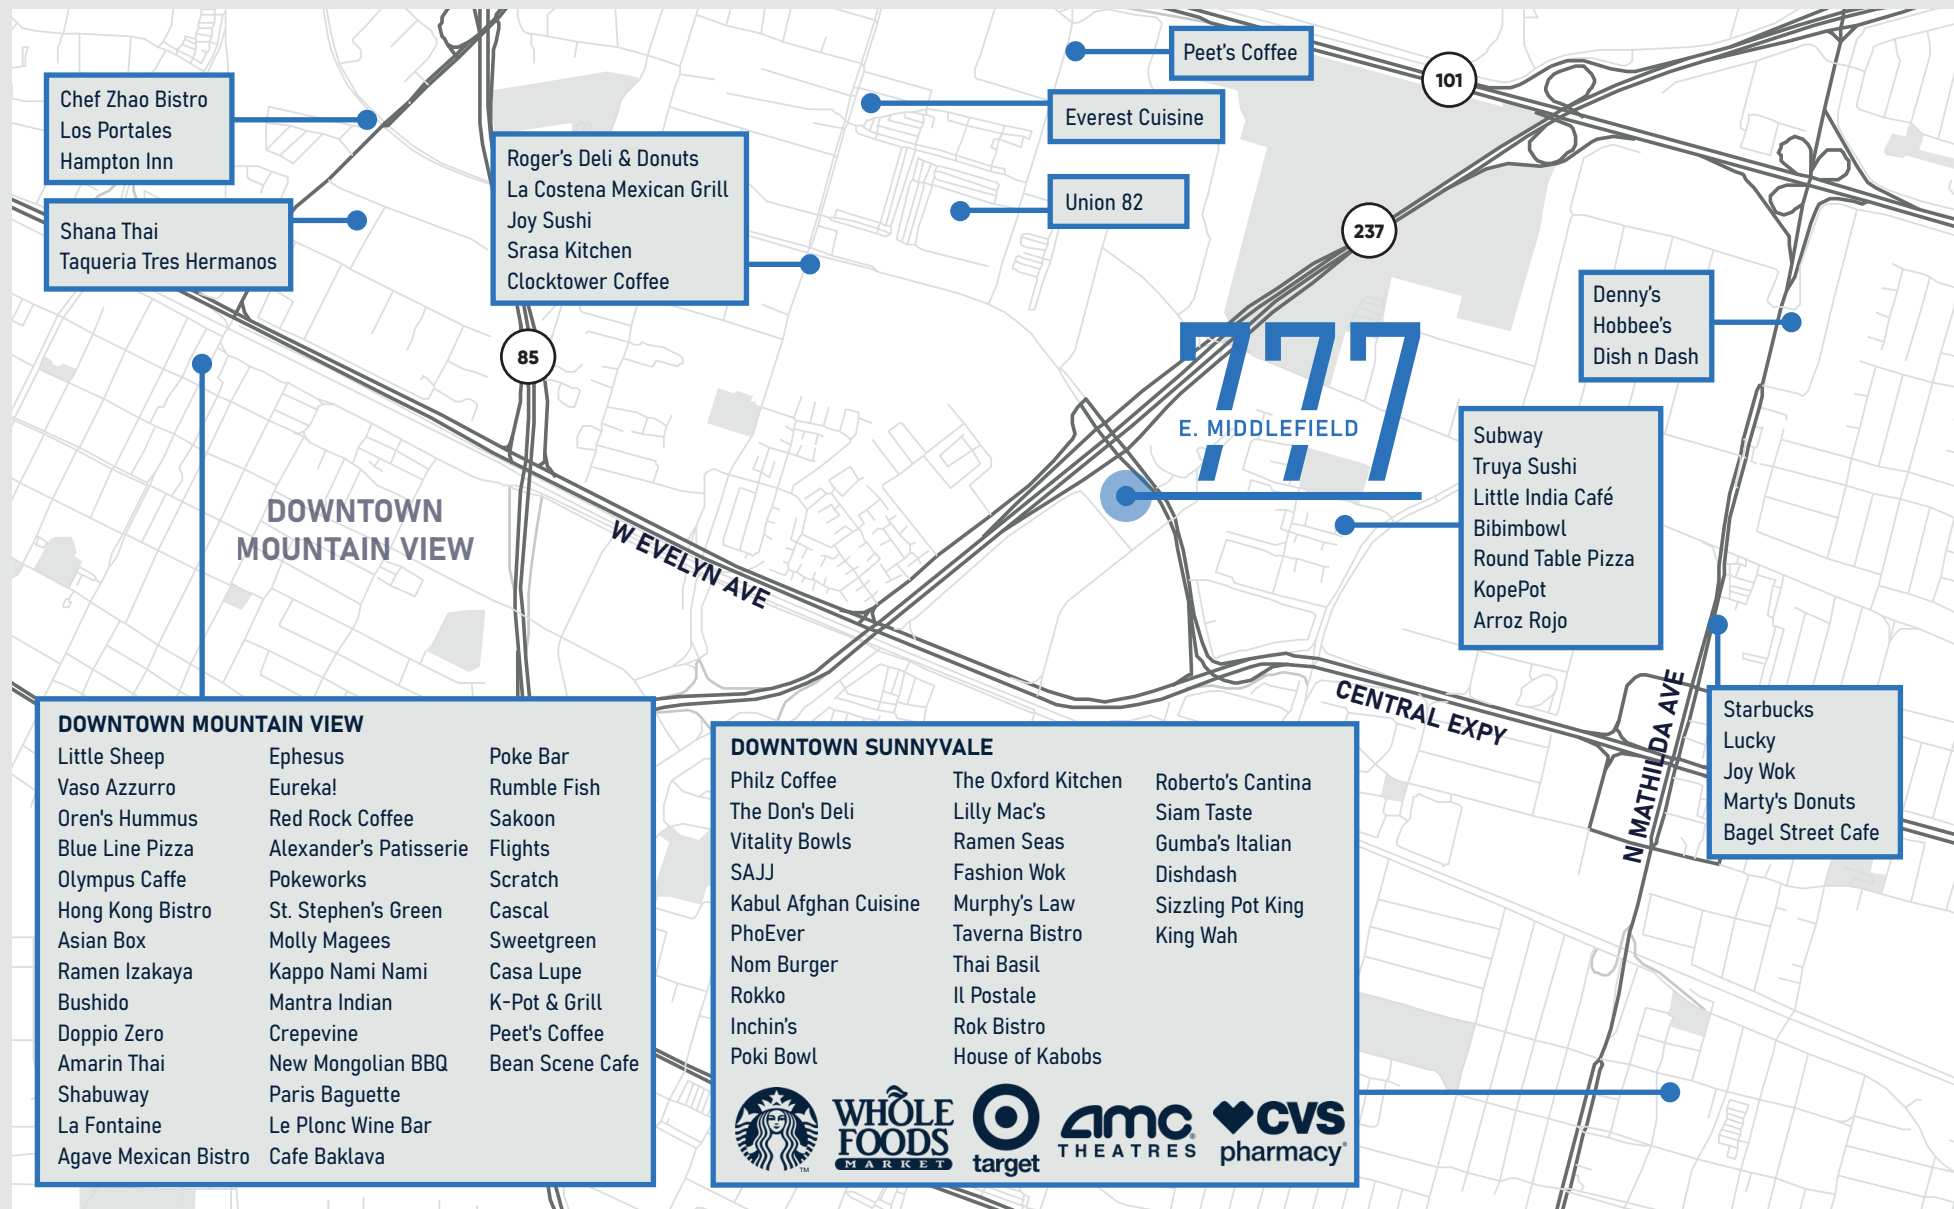 Peet's Coffee
101
Chef Zhao Bistro
Los Portales
Hampton Inn
Everest Cuisine
Roger's Deli & Donuts
La Costena Mexican Grill
Joy Sushi
Srasa Kitchen
Clocktower Coffee
Union 82
Shana Thai
Taqueria Tres Hermanos
237
Denny's
Hobbee's
Dish n Dash
85
777
E. MIDDLEFIELD
Subway
Truya Sushi
Little India Café
Bibimbowl
Round Table Pizza
KopePot
Arroz Rojo
DOWNTOWN
MOUNTAIN VIEW
W EVELYN AVE
CENTRAL EXPY
N MATHILDA AVE
Starbucks
Lucky
Joy Wok
Marty's Donuts
Bagel Street Cafe
DOWNTOWN MOUNTAIN VIEW
Little Sheep
Vaso Azzurro
Oren's Hummus
Blue Line Pizza
Olympus Caffe
Hong Kong Bistro
Asian Box
Ramen Izakaya
Bushido
Doppio Zero
Amarin Thai
Shabuway
La Fontaine
Agave Mexican Bistro
Ephesus
Eureka!
Red Rock Coffee
Alexander's Patisserie
Pokeworks
St. Stephen's Green
Molly Magees
Kappo Nami Nami
Mantra Indian
Crepevine
New Mongolian BBQ
Paris Baguette
Le Plonc Wine Bar
Cafe Baklava
Poke Bar
Rumble Fish
Sakoon
Flights
Scratch
Cascal
Sweetgreen
Casa Lupe
K-Pot & Grill
Peet's Coffee
Bean Scene Cafe
DOWNTOWN SUNNYVALE
Philz Coffee
The Don's Deli
Vitality Bowls
SAJJ
Kabul Afghan Cuisine
PhoEver
Nom Burger
Rokko
Inchin's
Poki Bowl
The Oxford Kitchen
Lilly Mac's
Ramen Seas
Fashion Wok
Murphy's Law
Taverna Bistro
Thai Basil
Il Postale
Rok Bistro
House of Kabobs
Roberto's Cantina
Siam Taste
Gumba's Italian
Dishdash
Sizzling Pot King
King Wah
TM
WHOLE
FOODS
MARKET
target
amc
THEATRES
CVS
pharmacy